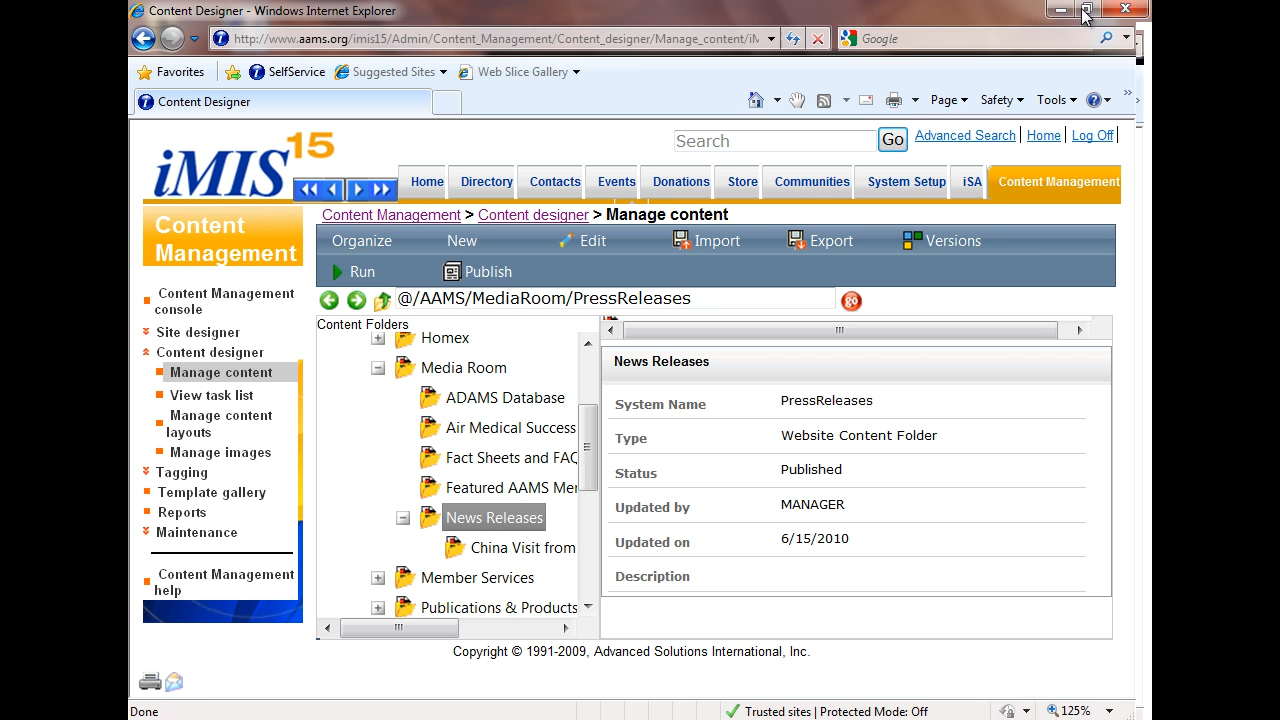 Content Designer - Windows Internet Explorer
http://www.aams.org/imis15/Admin/Content_Management/Content_designer/Manage_content/iM
Google
Favorites SelfService Suggested Sites Web Slice Gallery
Content Designer Page Safety Tools
iMIS 15
Search Go Advanced Search Home Log Off
Home Directory Contacts Events Donations Store Communities System Setup iSA Content Management
Content Management > Content designer > Manage content
Content Management
Organize New Edit Import Export Versions
Run Publish
@/AAMS/MediaRoom/PressReleases go
Content Management console
Site designer
Content designer
Manage content
View task list
Manage content layouts
Manage images
Tagging
Template gallery
Reports
Maintenance
Content Management help
Content Folders
Homex
Media Room
ADAMS Database
Air Medical Success
Fact Sheets and FAQ
Featured AAMS Mer
News Releases
China Visit from
Member Services
Publications & Products
News Releases
System Name PressReleases
Type Website Content Folder
Status Published
Updated by MANAGER
Updated on 6/15/2010
Description
Copyright © 1991-2009, Advanced Solutions International, Inc.
Done Trusted sites | Protected Mode: Off 125%